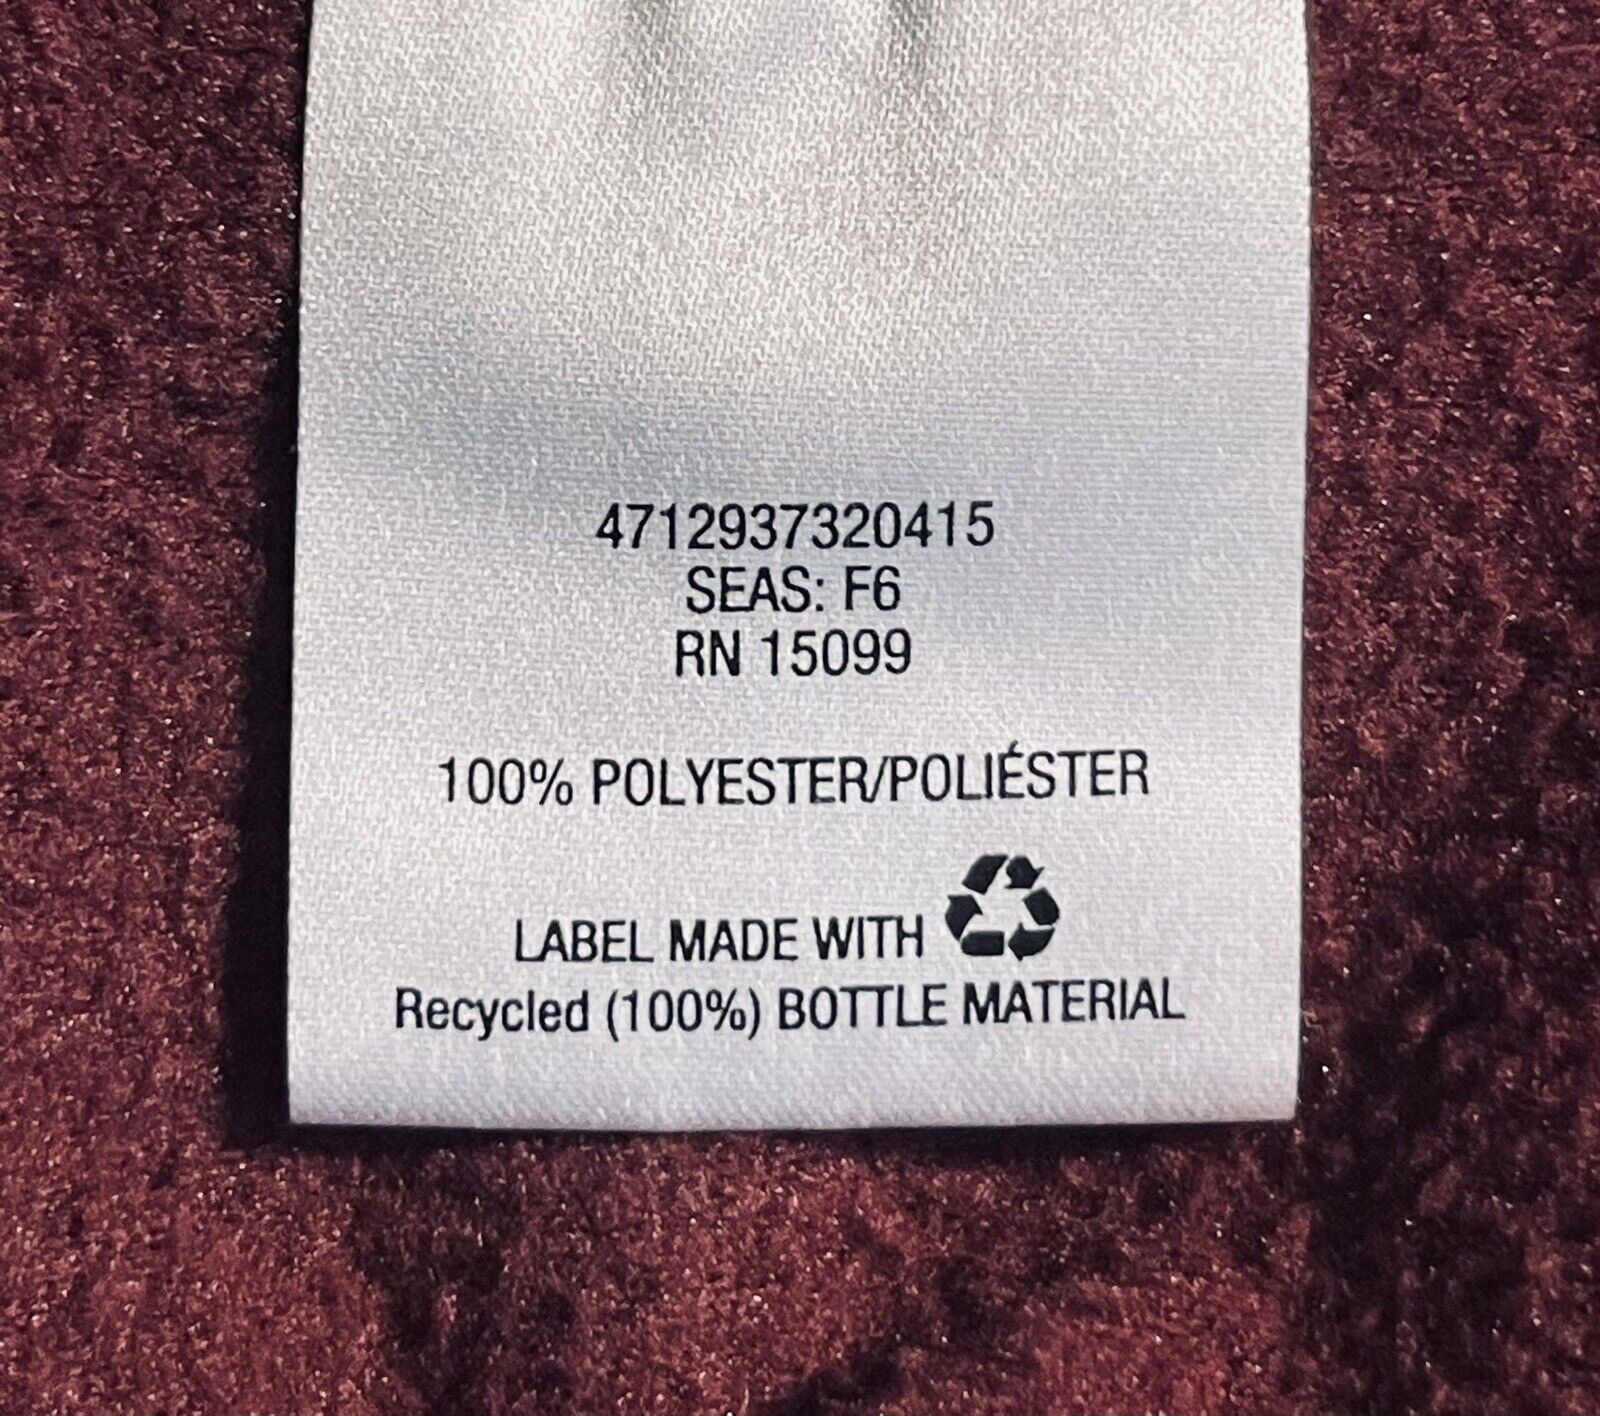 4712937320415
SEAS: F6
RN 15099
100% POLYESTER/POLIÉSTER
LABEL MADE WITH
Recycled (100%) BOTTLE MATERIAL